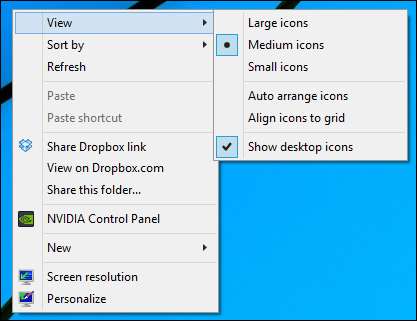 View
Sort by
Refresh
Paste
Paste shortcut
Share Dropbox link
View on Dropbox.com
Share this folder...
NVIDIA Control Panel
New
Screen resolution
Personalize
Large icons
Medium icons
Small icons
Auto arrange icons
Align icons to grid
Show desktop icons